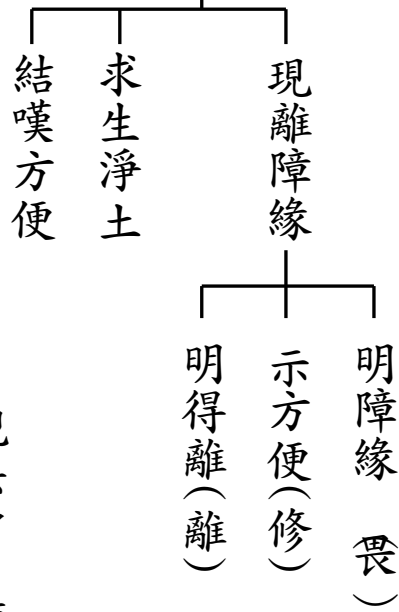 現離障緣
求生淨土
結嘆方便
明障緣(畏)
示方便(修)
明得離(離)